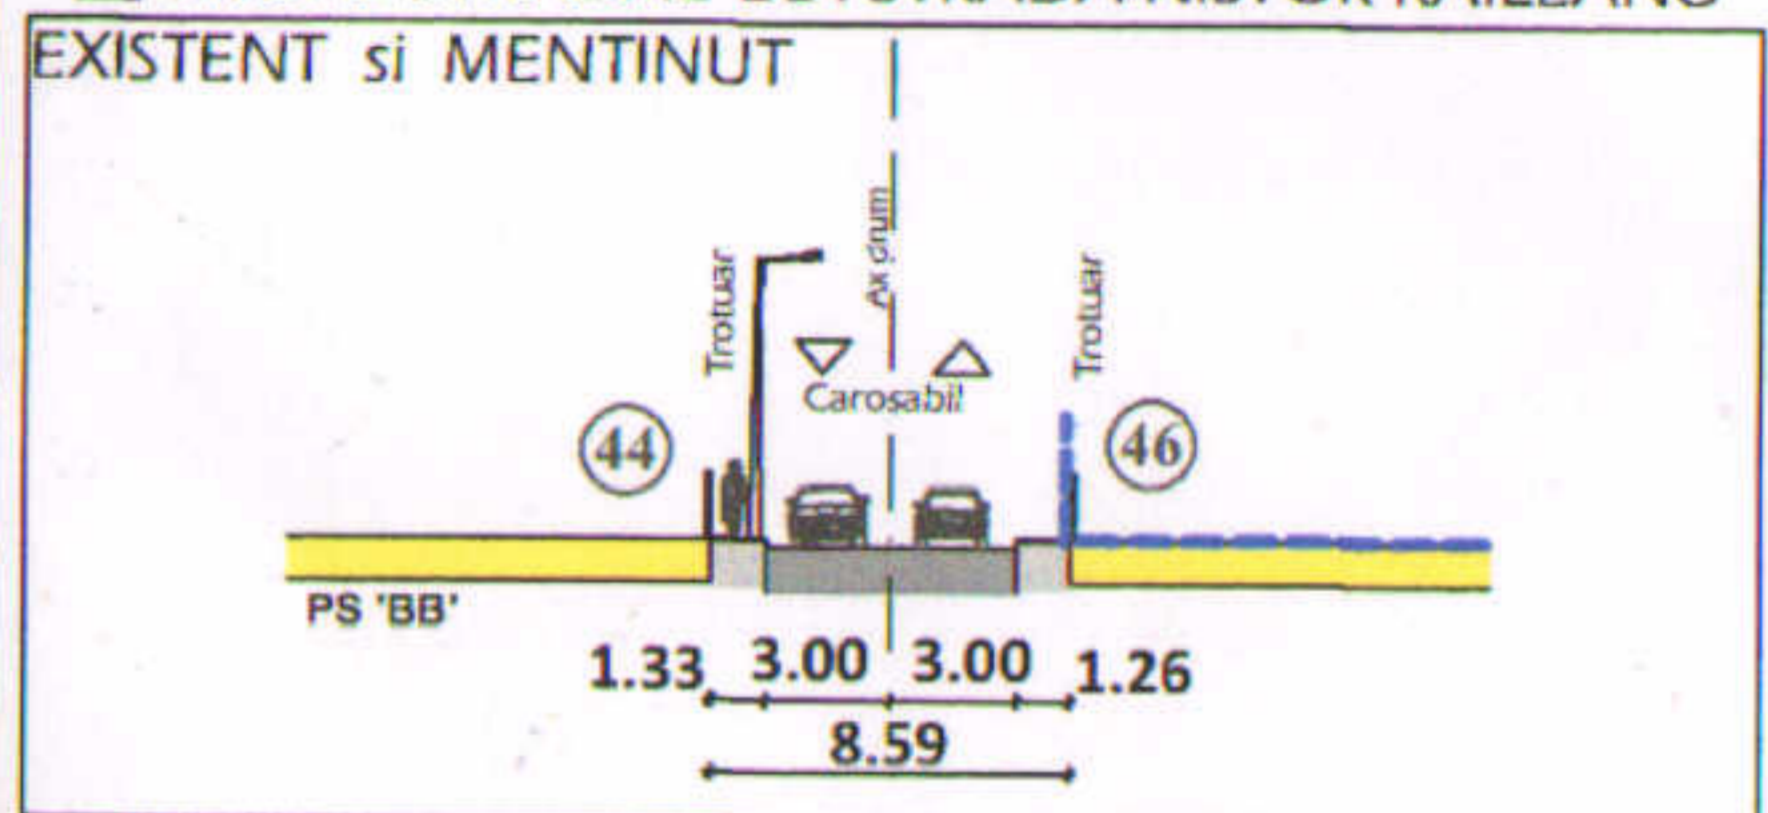 EXISTENT si MENTINUT
Ax drum
Trotuar
Trotuar
Carosabil
44
46
PS 'BB'
1.33 3.00 3.00 1.26
8.59